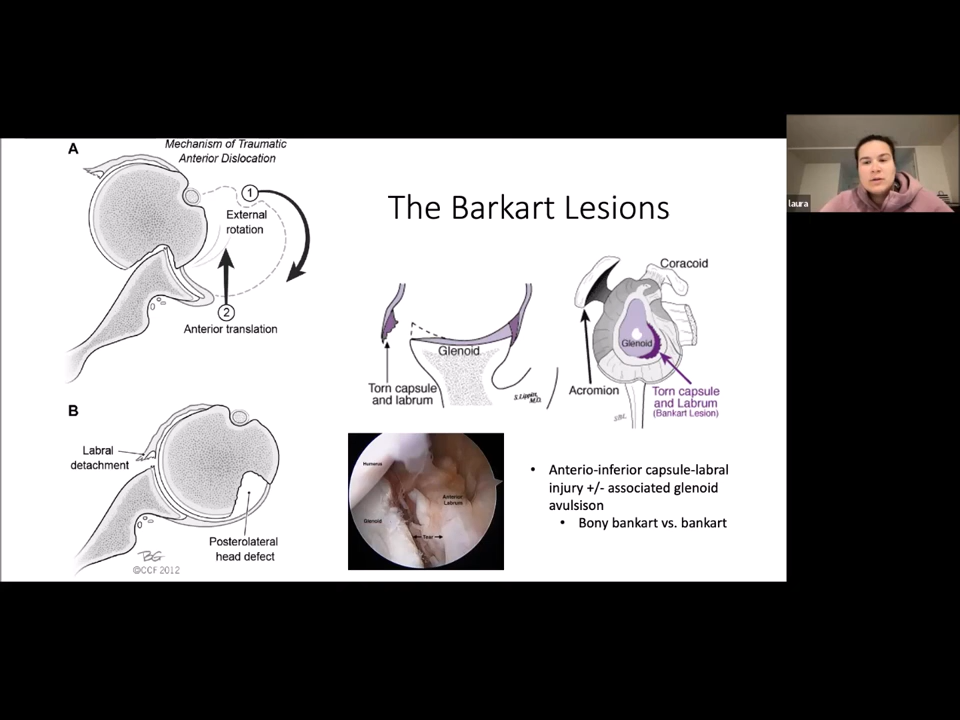 A
Mechanism of Traumatic
Anterior Dislocation
1
External
rotation
2
Anterior translation
B
Labral
detachment
Posterolateral
head defect
©CCF 2012
The Barkart Lesions
Glenoid
Torn capsule
and labrum
S. Lippitt
M.D.
Coracoid
Glenoid
Acromion
Torn capsule
and Labrum
(Bankart Lesion)
Humerus
Anterior
Labrum
Glenoid
Tear
• Anterio-inferior capsule-labral
injury +/- associated glenoid
avulsison
• Bony bankart vs. bankart
laura